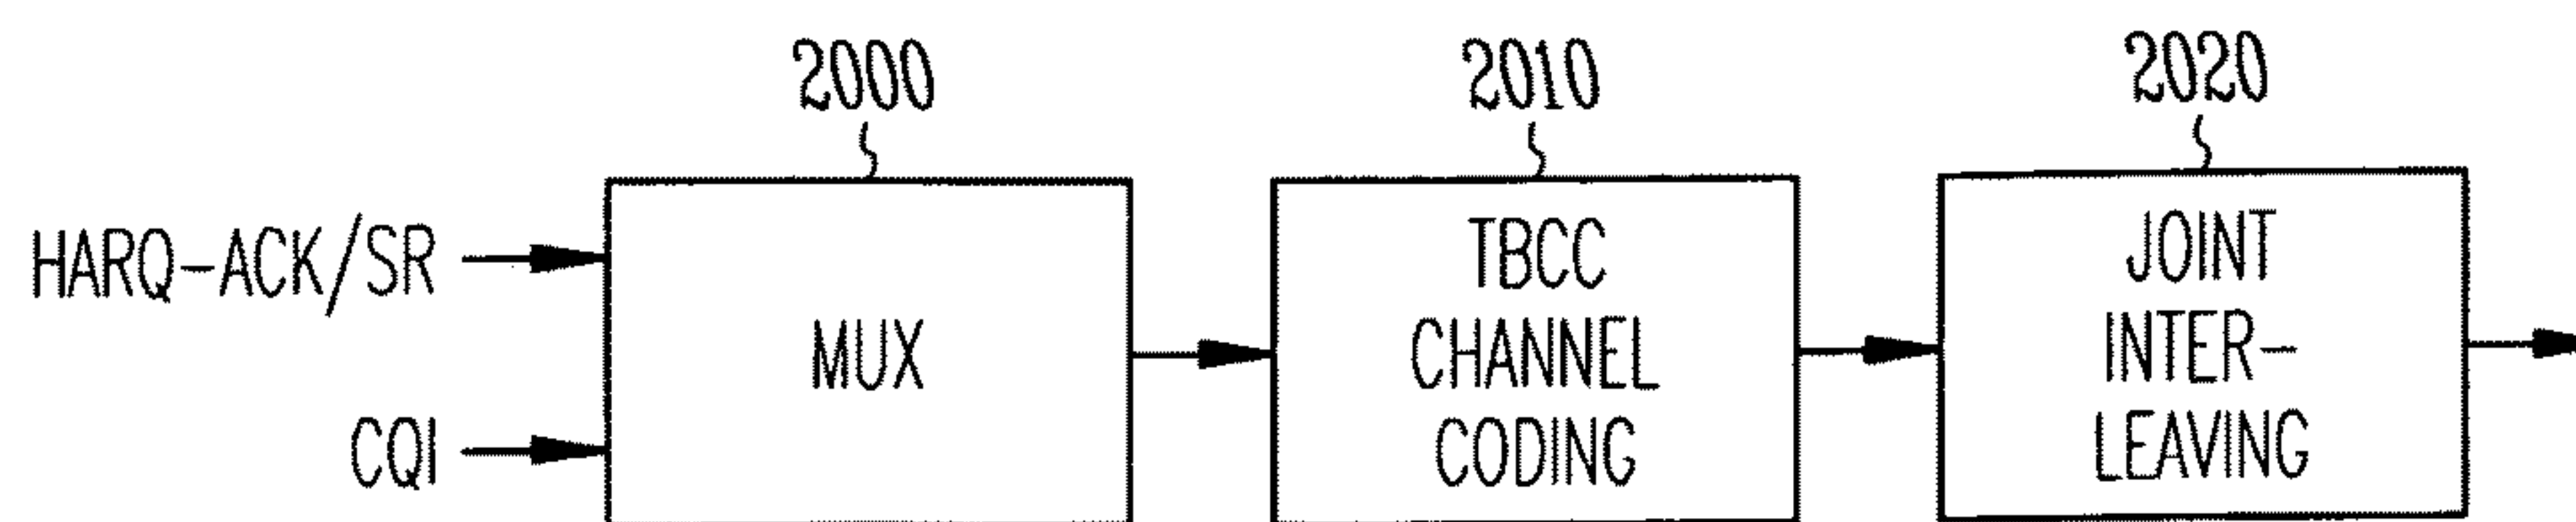 2000
2010
2020
HARQ-ACK/SR
CQI
MUX
TBCC
CHANNEL
CODING
JOINT
INTER-
LEAVING